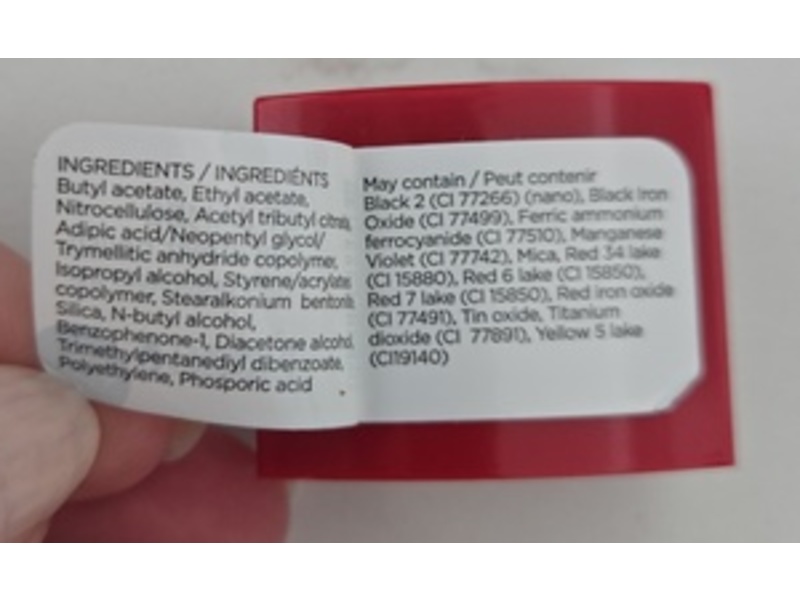 INGREDIENTS / INGREDIÉNTS
Butyl acetate, Ethyl acetate,
Nitrocellulose, Acetyl tributyl citrate,
Adipic acid/Neopentyl glycol/
Trymellitic anhydride copolyme,
Isopropyl alcohol, Styrene/acrylates
copolymer, Stearalkonium bentonite
Silica, N-butyl alcohol,
Benzophenone-1, Diacetone alcohol,
Trimethylpentanediyl dibenzoate,
Polyethylene, Phosporic acid
May contain / Peut contenir
Black 2 (CI 77266) (nano), Black Iron
Oxide (CI 77499), Ferric ammonium
ferrocyanide (CI 77510), Manganese
Violet (CI 77742), Mica, Red 34 lake
(CI 15880), Red 6 lake (CI 15850),
Red 7 lake (CI 15850), Red iron oxide
(CI 77491), Tin oxide, Titanium
dioxide (CI 77891), Yellow 5 lake
(CI19140)